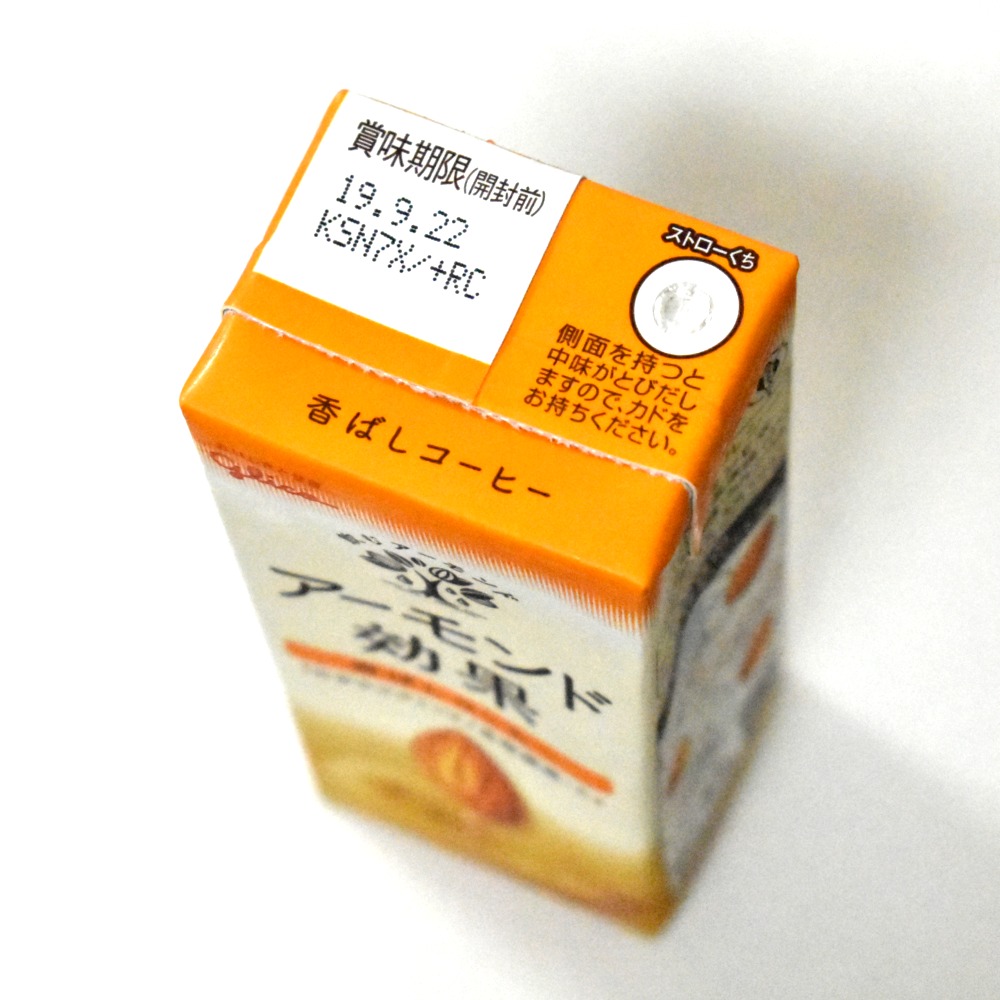 賞味期限(開封前)
19.9.22
KSN7X/+RC
ストローくち
側面を持つと
中味がとびだし
ますので、カドを
お持ちください。
香ばしコーヒー
Glico
アーモンド
効果